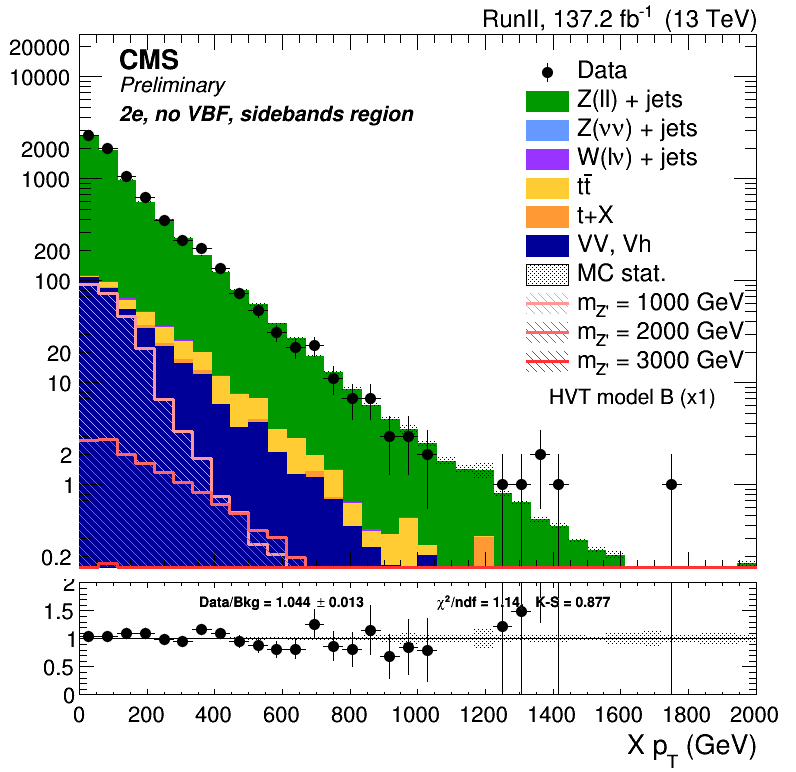 RunII, 137.2 fb⁻¹ (13 TeV)
CMS
Preliminary
2e, no VBF, sidebands region
Data
Z(ll) + jets
Z(νν) + jets
W(lν) + jets
tt̄
t+X
VV, Vh
MC stat.
m_Z' = 1000 GeV
m_Z' = 2000 GeV
m_Z' = 3000 GeV
HVT model B (x1)
20000
10000
2000
1000
200
100
20
10
2
1
0.2
2
1.5
1
0.5
0
Data/Bkg = 1.044 ± 0.013
χ²/ndf = 1.14, K-S = 0.877
0 200 400 600 800 1000 1200 1400 1600 1800 2000
X p_T (GeV)